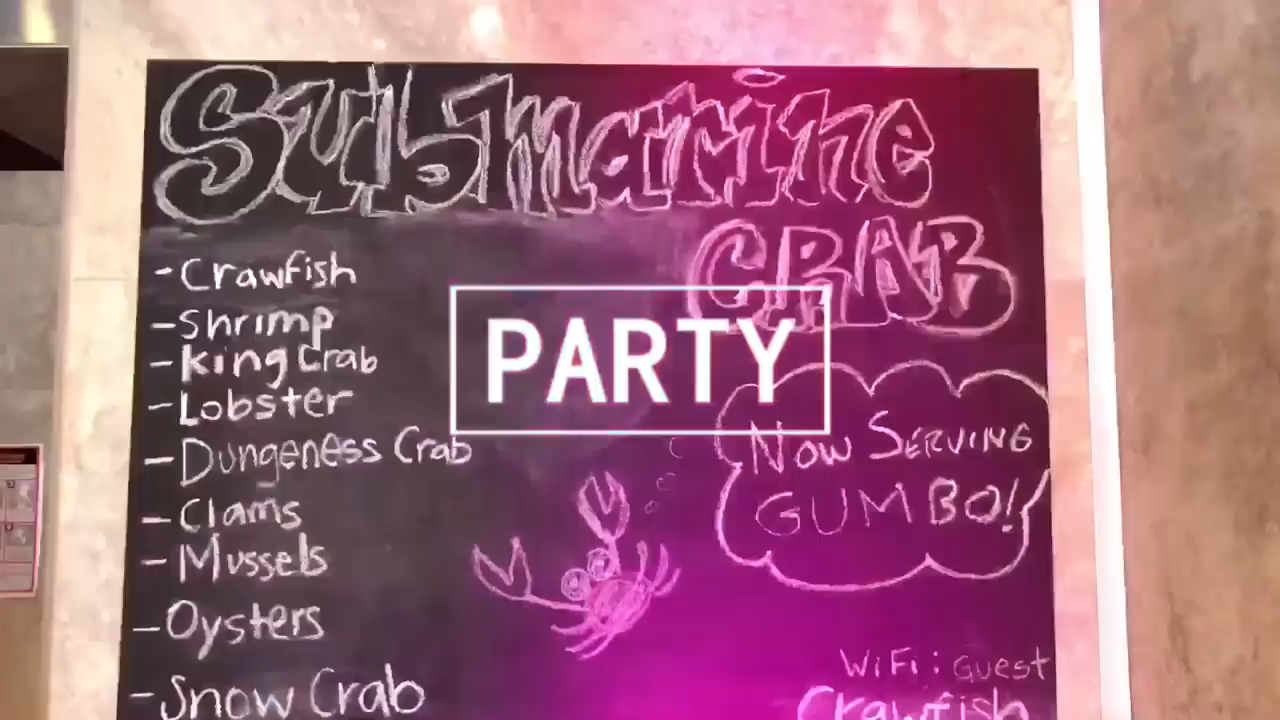 Submarine
CRAB
-Crawfish
-Shrimp
-King Crab
-Lobster
-Dungeness Crab
-Clams
-Mussels
-Oysters
-Snow Crab
PARTY
NOW SERVING
GUMBO!!
WiFi: GUEST
Crawfish